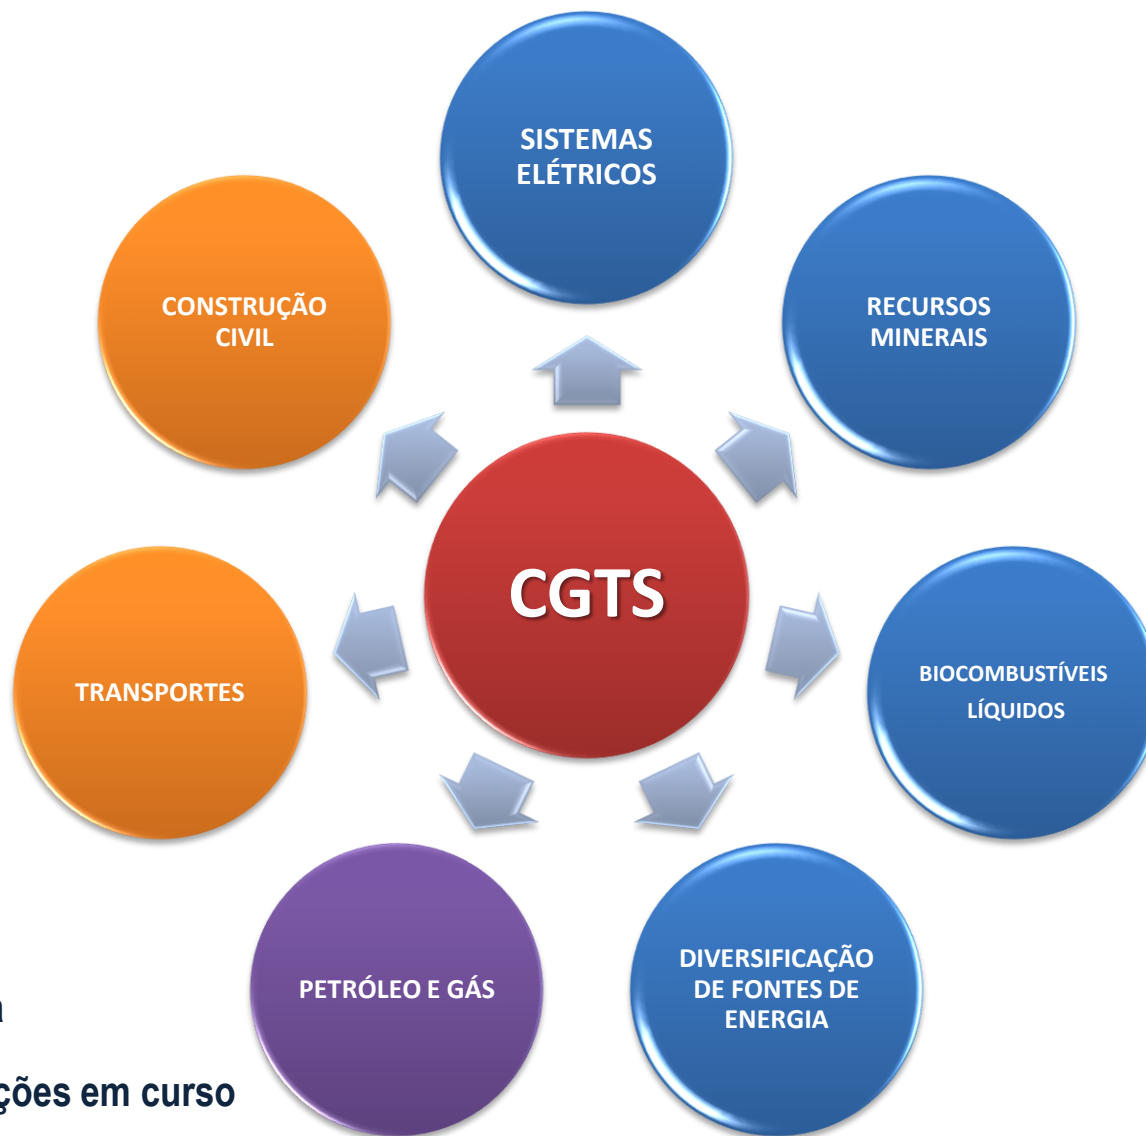 SISTEMAS
ELÉTRICOS
CONSTRUÇÃO
CIVIL
RECURSOS
MINERAIS
CGTS
TRANSPORTES
BIOCOMBUSTÍVEIS
LÍQUIDOS
PETRÓLEO E GÁS
DIVERSIFICAÇÃO
DE FONTES DE
ENERGIA
ções em curso